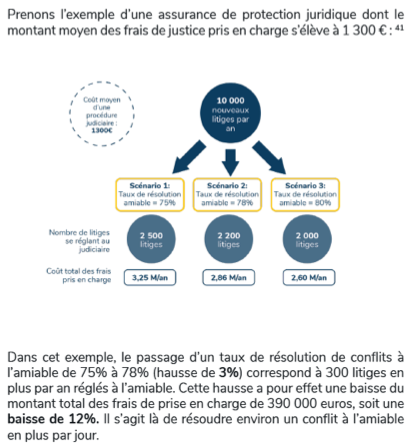 Prenons l'exemple d'une assurance de protection juridique dont le
montant moyen des frais de justice pris en charge s'élève à 1 300 € : 41
Coût moyen
d'une
procédure
judiciaire :
1300€
10 000
nouveaux
litiges par
an
Scénario 1:
Taux de résolution
amiable = 75%
Scénario 2:
Taux de résolution
amiable = 78%
Scénario 3:
Taux de résolution
amiable = 80%
Nombre de litiges
se réglant au
judiciaire
2 500
litiges
2 200
litiges
2 000
litiges
Coût total des frais
pris en charge
3,25 M/an
2,86 M/an
2,60 M/an
Dans cet exemple, le passage d'un taux de résolution de conflits à
l'amiable de 75% à 78% (hausse de 3%) correspond à 300 litiges en
plus par an réglés à l'amiable. Cette hausse a pour effet une baisse du
montant total des frais de prise en charge de 390 000 euros, soit une
baisse de 12%. Il s'agit là de résoudre environ un conflit à l'amiable
en plus par jour.